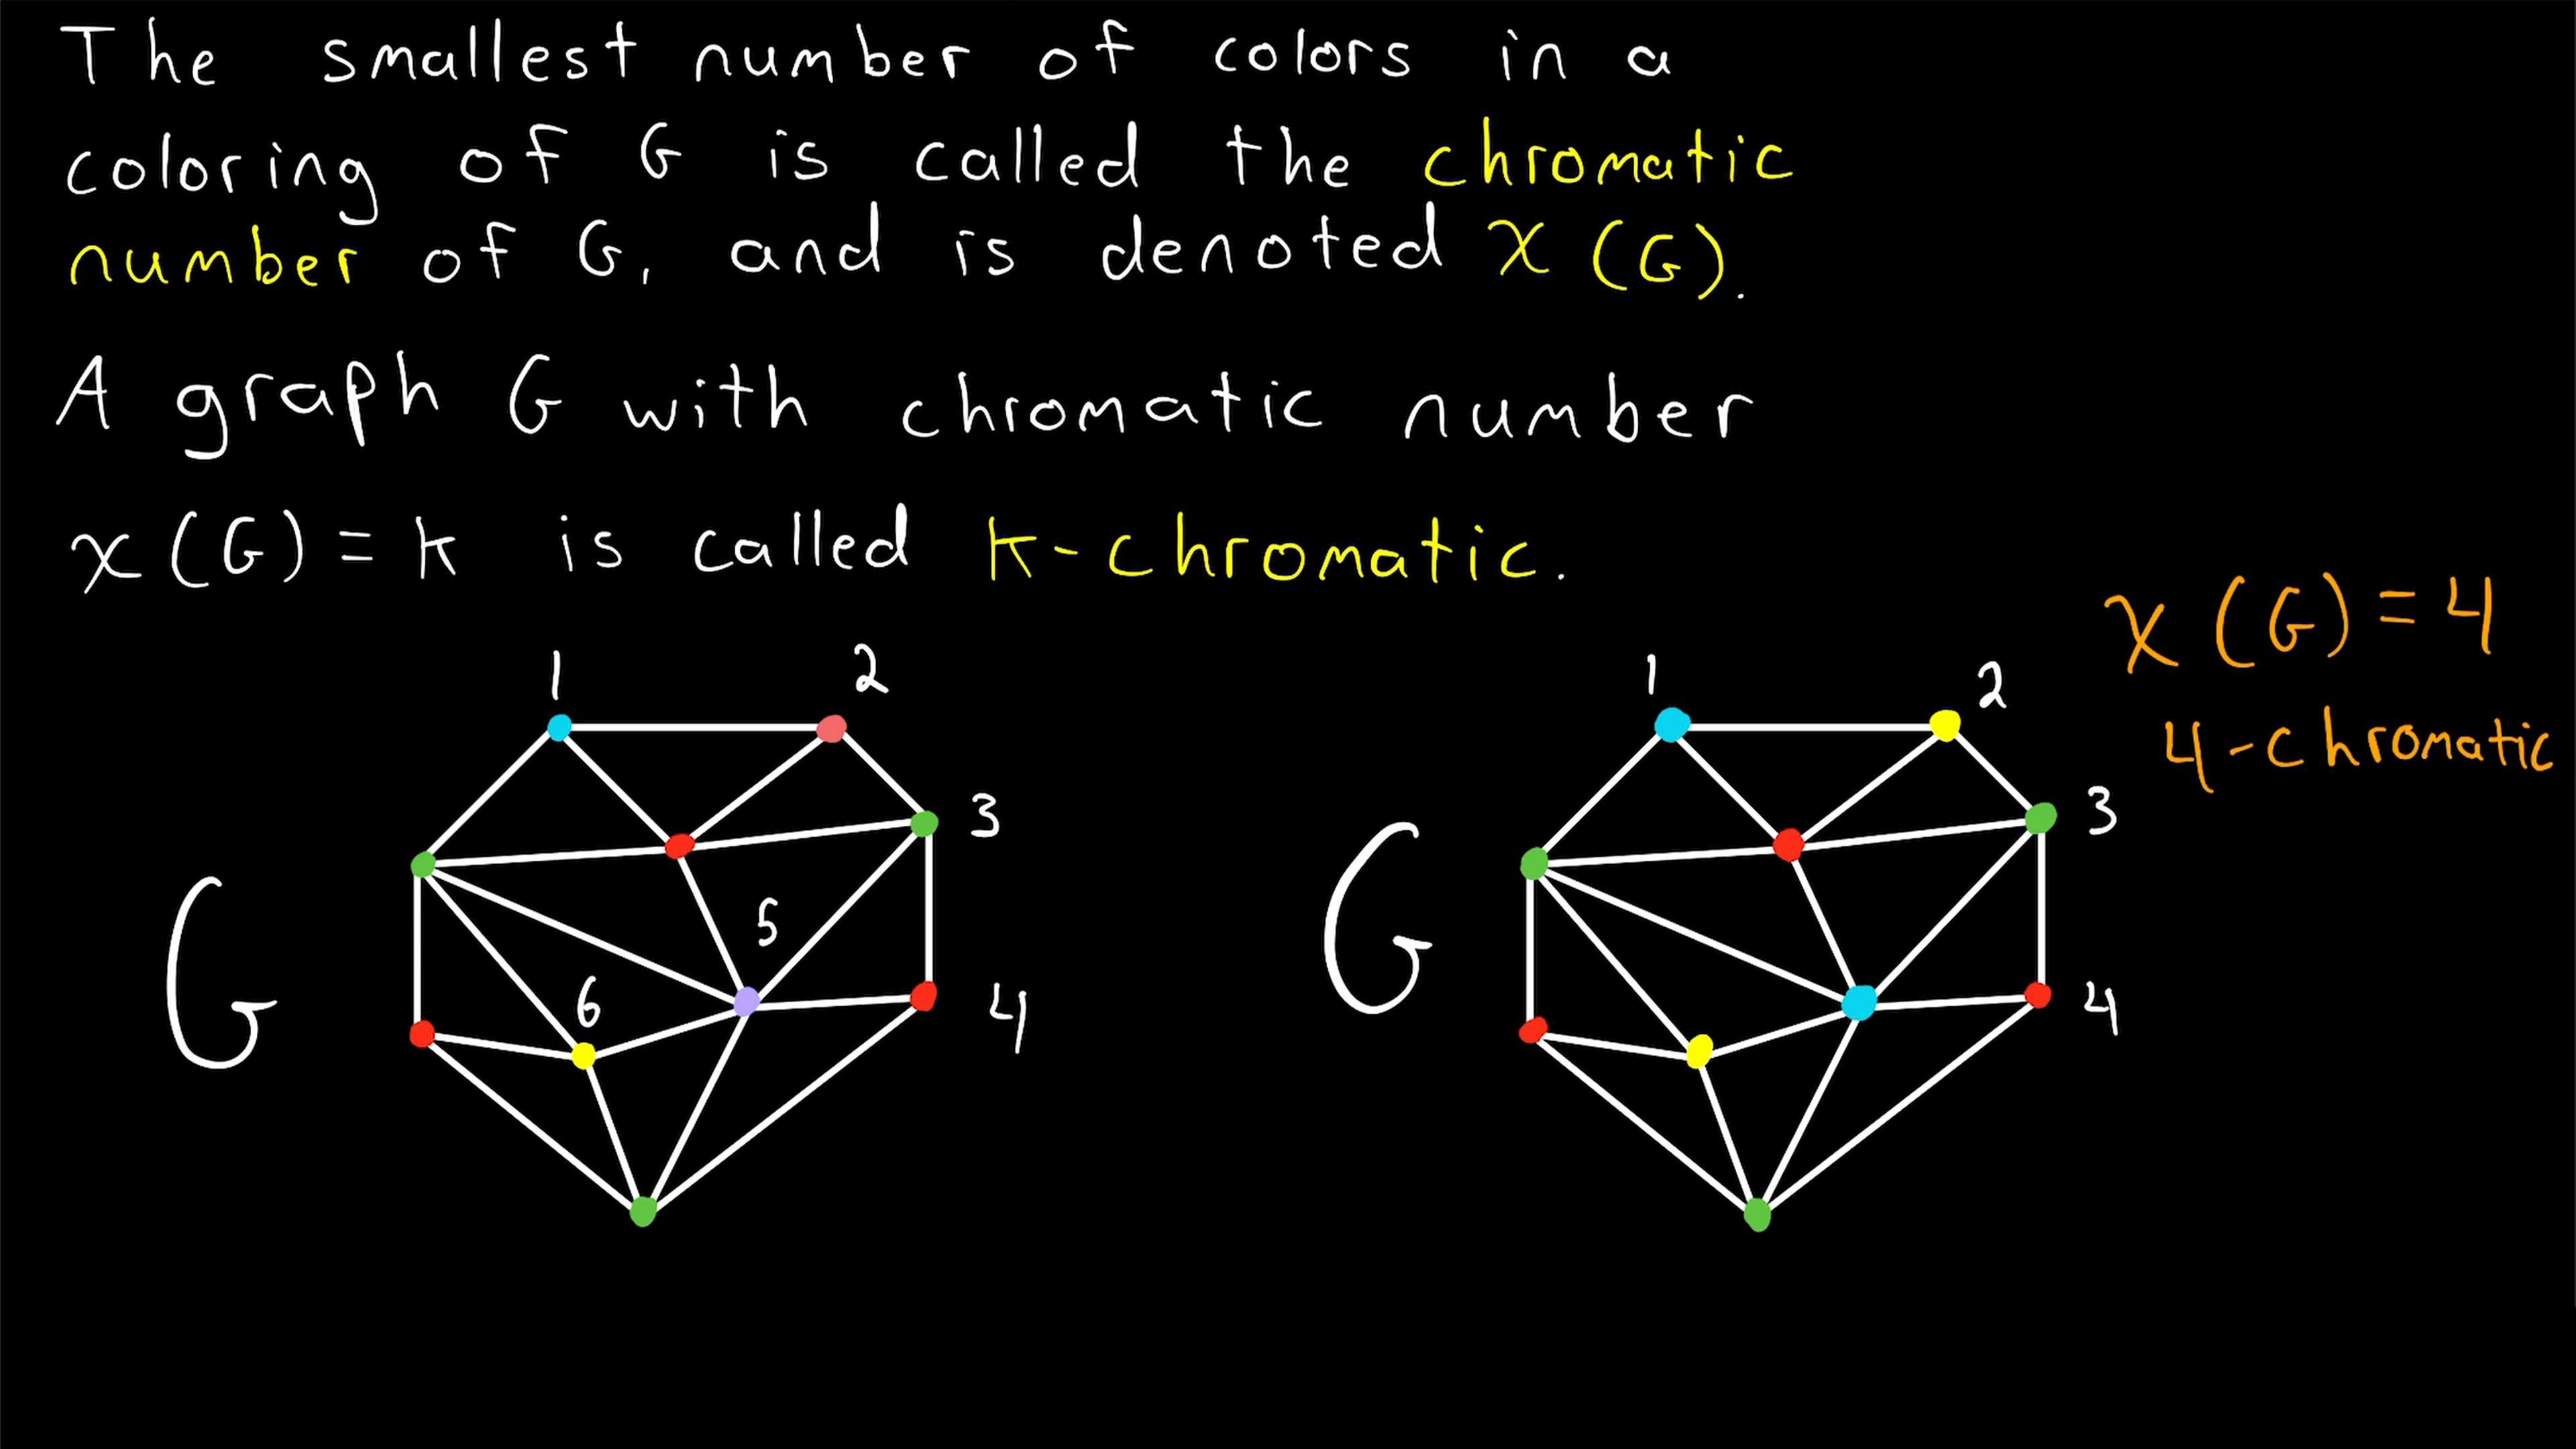 The smallest number of colors in a
coloring of G is called the chromatic
number of G, and is denoted χ(G).
A graph G with chromatic number
χ(G)=k is called k-chromatic.
χ(G)=4
4-chromatic
1 2
3
5
6
4
G
1 2
3
4
G